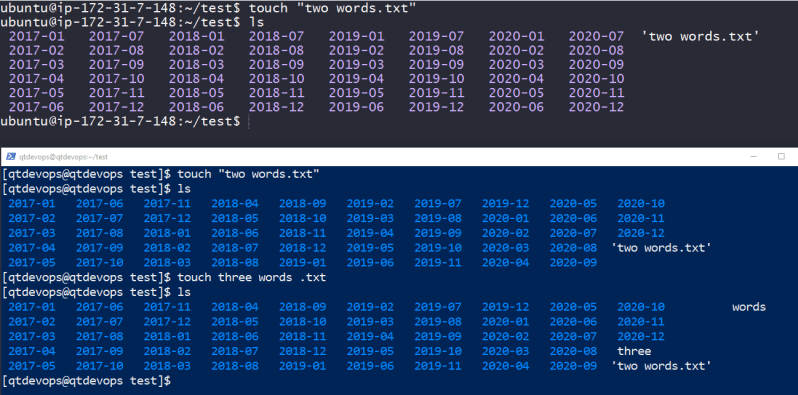 ubuntu@ip-172-31-7-148:~/test$ touch "two words.txt"
ubuntu@ip-172-31-7-148:~/test$ ls
2017-01 2017-07 2018-01 2018-07 2019-01 2019-07 2020-01 2020-07 'two words.txt'
2017-02 2017-08 2018-02 2018-08 2019-02 2019-08 2020-02 2020-08
2017-03 2017-09 2018-03 2018-09 2019-03 2019-09 2020-03 2020-09
2017-04 2017-10 2018-04 2018-10 2019-04 2019-10 2020-04 2020-10
2017-05 2017-11 2018-05 2018-11 2019-05 2019-11 2020-05 2020-11
2017-06 2017-12 2018-06 2018-12 2019-06 2019-12 2020-06 2020-12
ubuntu@ip-172-31-7-148:~/test$
qtdevops@qtdevops:~/test
[qtdevops@qtdevops test]$ touch "two words.txt"
[qtdevops@qtdevops test]$ ls
2017-01 2017-06 2017-11 2018-04 2018-09 2019-02 2019-07 2019-12 2020-05 2020-10
2017-02 2017-07 2017-12 2018-05 2018-10 2019-03 2019-08 2020-01 2020-06 2020-11
2017-03 2017-08 2018-01 2018-06 2018-11 2019-04 2019-09 2020-02 2020-07 2020-12
2017-04 2017-09 2018-02 2018-07 2018-12 2019-05 2019-10 2020-03 2020-08 'two words.txt'
2017-05 2017-10 2018-03 2018-08 2019-01 2019-06 2019-11 2020-04 2020-09
[qtdevops@qtdevops test]$ touch three words .txt
[qtdevops@qtdevops test]$ ls
2017-01 2017-06 2017-11 2018-04 2018-09 2019-02 2019-07 2019-12 2020-05 2020-10 words
2017-02 2017-07 2017-12 2018-05 2018-10 2019-03 2019-08 2020-01 2020-06 2020-11
2017-03 2017-08 2018-01 2018-06 2018-11 2019-04 2019-09 2020-02 2020-07 2020-12
2017-04 2017-09 2018-02 2018-07 2018-12 2019-05 2019-10 2020-03 2020-08 three
2017-05 2017-10 2018-03 2018-08 2019-01 2019-06 2019-11 2020-04 2020-09 'two words.txt'
[qtdevops@qtdevops test]$